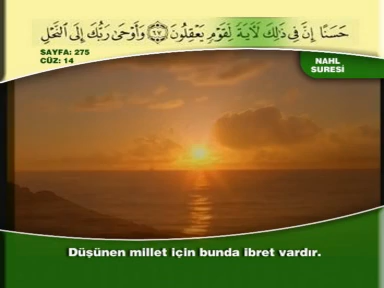 حَسَنًا إِنَّ فِي ذَٰلِكَ لَآيَةً لِقَوْمٍ يَعْقِلُونَ ﴿٦٧﴾ وَأَوْحَىٰ رَبُّكَ إِلَى النَّحْلِ
SAYFA: 275
CÜZ: 14
NAHL
SURESİ
Düşünen millet için bunda ibret vardır.